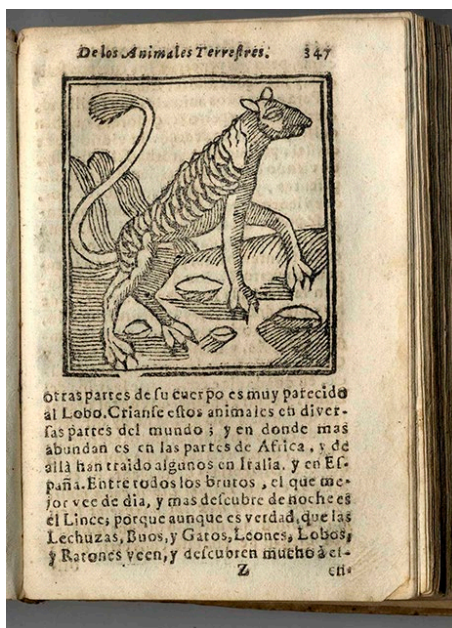 De los Animales Terrestres. 347
otras partes de su cuerpo es muy parecido
al Lobo. Crianse estos animales en diver-
sas partes del mundo; y en donde mas
abundan es en las partes de Africa, y de
allà han traido algunos en Italia, y en Es-
paña. Entre todos los brutos, el que me-
jor vee de dia, y mas descubre de noche es
el Lince; porque aunque es verdad, que las
Lechuzas, Buos, y Gatos, Leones, Lobos,
y Ratones veen, y descubren mucho à el-
Z